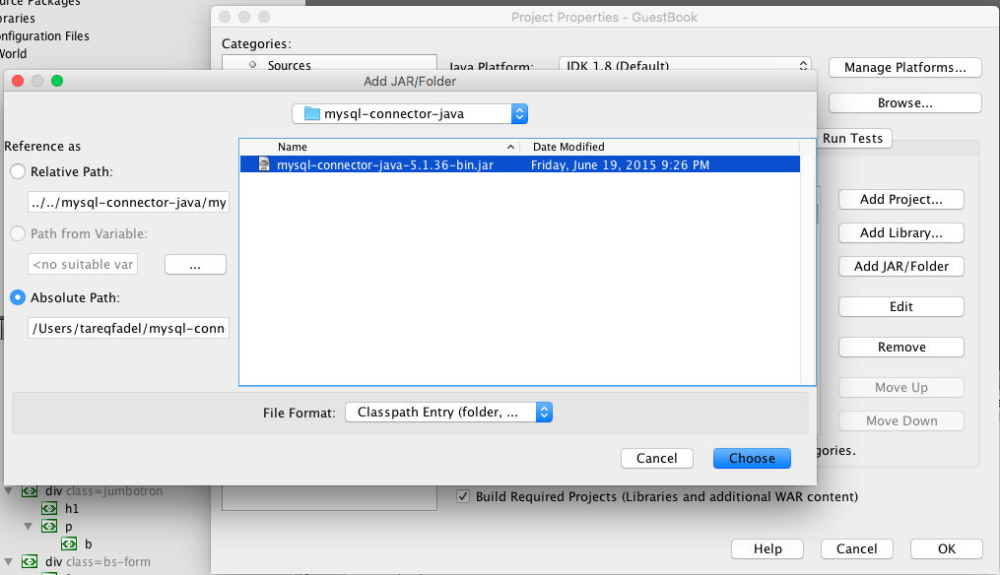 Project Properties - GuestBook
Libraries
Configuration Files
World
Categories:
Sources
Java Platform:
JDK 1.8 (Default)
Manage Platforms...
Browse...
Run Tests
Add JAR/Folder
mysql-connector-java
Reference as
Relative Path:
../../mysql-connector-java/my
Path from Variable:
<no suitable var
...
Absolute Path:
/Users/tareqfadel/mysql-conn
Name
Date Modified
mysql-connector-java-5.1.36-bin.jar
Friday, June 19, 2015 9:26 PM
File Format:
Classpath Entry (folder, ...
Cancel
Choose
Add Project...
Add Library...
Add JAR/Folder
Edit
Remove
Move Up
Move Down
gories.
Build Required Projects (Libraries and additional WAR content)
Help
Cancel
OK
div class=jumbotron
h1
p
b
div class=bs-form